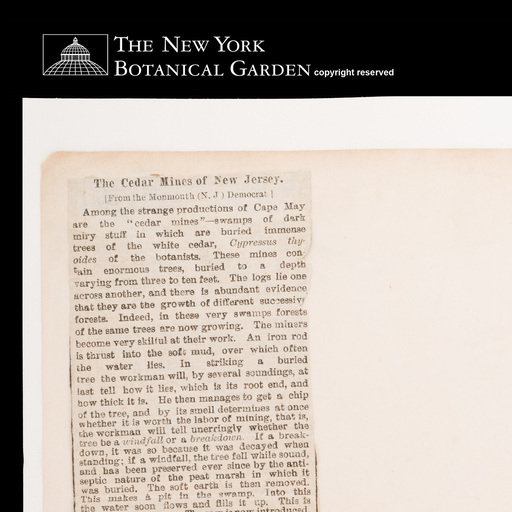 THE NEW YORK
BOTANICAL GARDEN copyright reserved
The Cedar Mines of New Jersey.
[From the Monmouth (N. J.) Democrat.]
Among the strange productions of Cape May
are the "cedar mines"—swamps of dark
miry stuff in which are buried immense
trees of the white cedar, Cypressus thy-
oides of the botanists. These mines con-
tain enormous trees, buried to a depth
varying from three to ten feet. The logs lie one
across another, and there is abundant evidence
that they are the growth of different successive
forests. Indeed, in these very swamps forests
of the same trees are now growing. The miners
become very skilful at their work. An iron rod
is thrust into the soft mud, over which often
the water lies. In striking a buried
tree the workman will, by several soundings, at
last tell how it lies, which is its root end, and
how thick it is. He then manages to get a chip
of the tree, and by its smell determines at once
whether it is worth the labor of mining, that is,
the workman will tell unerringly whether the
tree be a windfall or a breakdown. If a break-
down, it was so because it was decayed when
standing; if a windfall, the tree fell while sound,
and has been preserved ever since by the anti-
septic nature of the peat marsh in which it
was buried. The soft earth is then removed.
This makes a pit in the swamp. Into this
the water soon flows and fills it up. This is
introduced